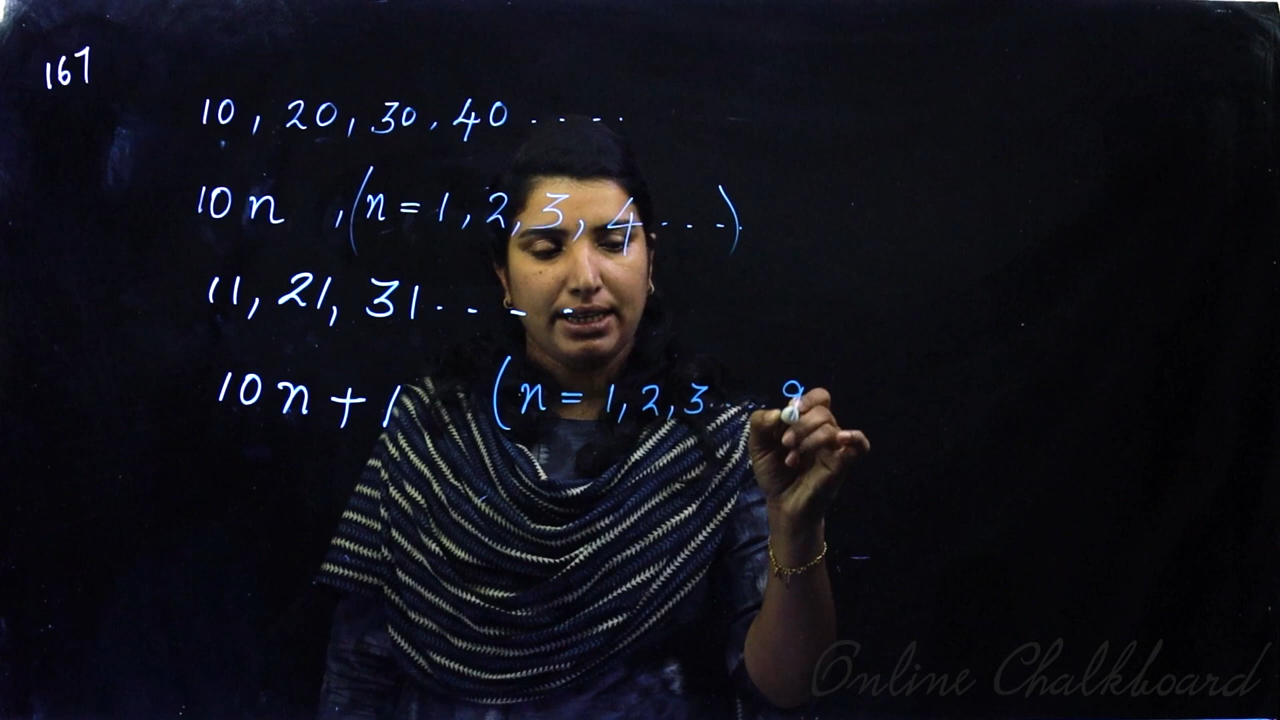 167
10, 20, 30, 40 ....
10n , (n = 1, 2, 3, 4 ...)
11, 21, 31 ....
10n + 1 (n = 1, 2, 3 .... 9
Online Chalkboard